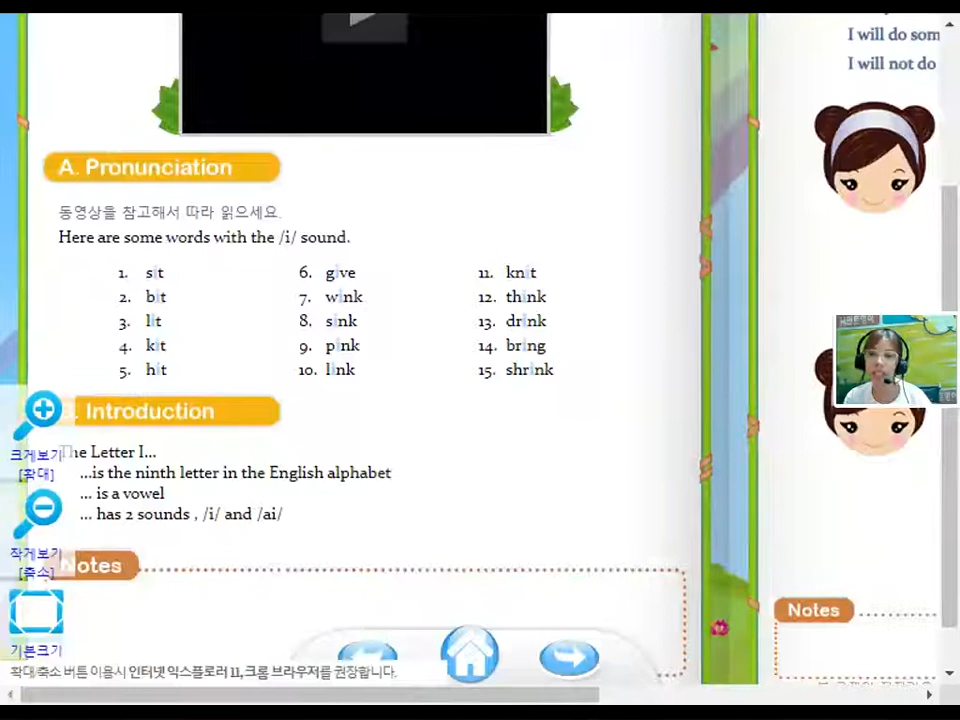 I will do som
I will not do
A. Pronunciation
동영상을 참고해서 따라 읽으세요.
Here are some words with the /i/ sound.
1. sit
2. bit
3. lit
4. kit
5. hit
6. give
7. wink
8. sink
9. pink
10. link
11. knit
12. think
13. drink
14. bring
15. shrink
. Introduction
The Letter I...
...is the ninth letter in the English alphabet
... is a vowel
... has 2 sounds , /i/ and /ai/
Notes
크게보기
[확대]
작게보기
[축소]
기본크기
확대/축소 버튼 이용시 인터넷 익스플로러 11, 크롬 브라우저를 권장합니다.
Notes